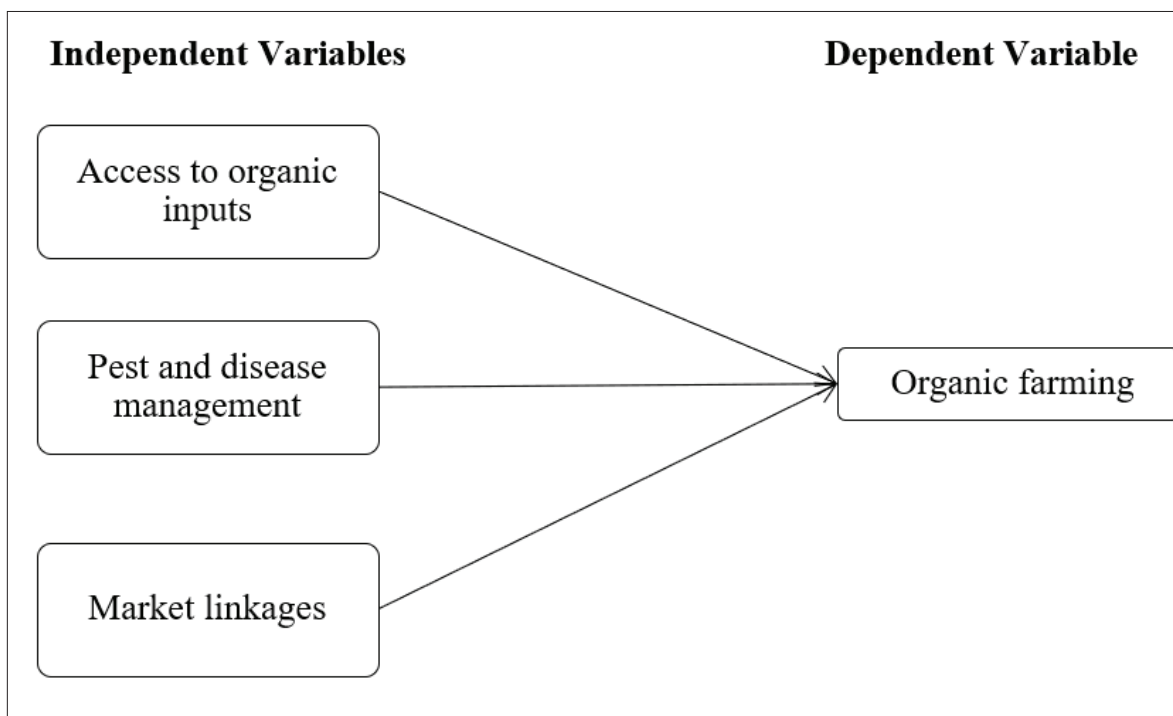 Independent Variables
Dependent Variable
Access to organic
inputs
Pest and disease
management
Organic farming
Market linkages